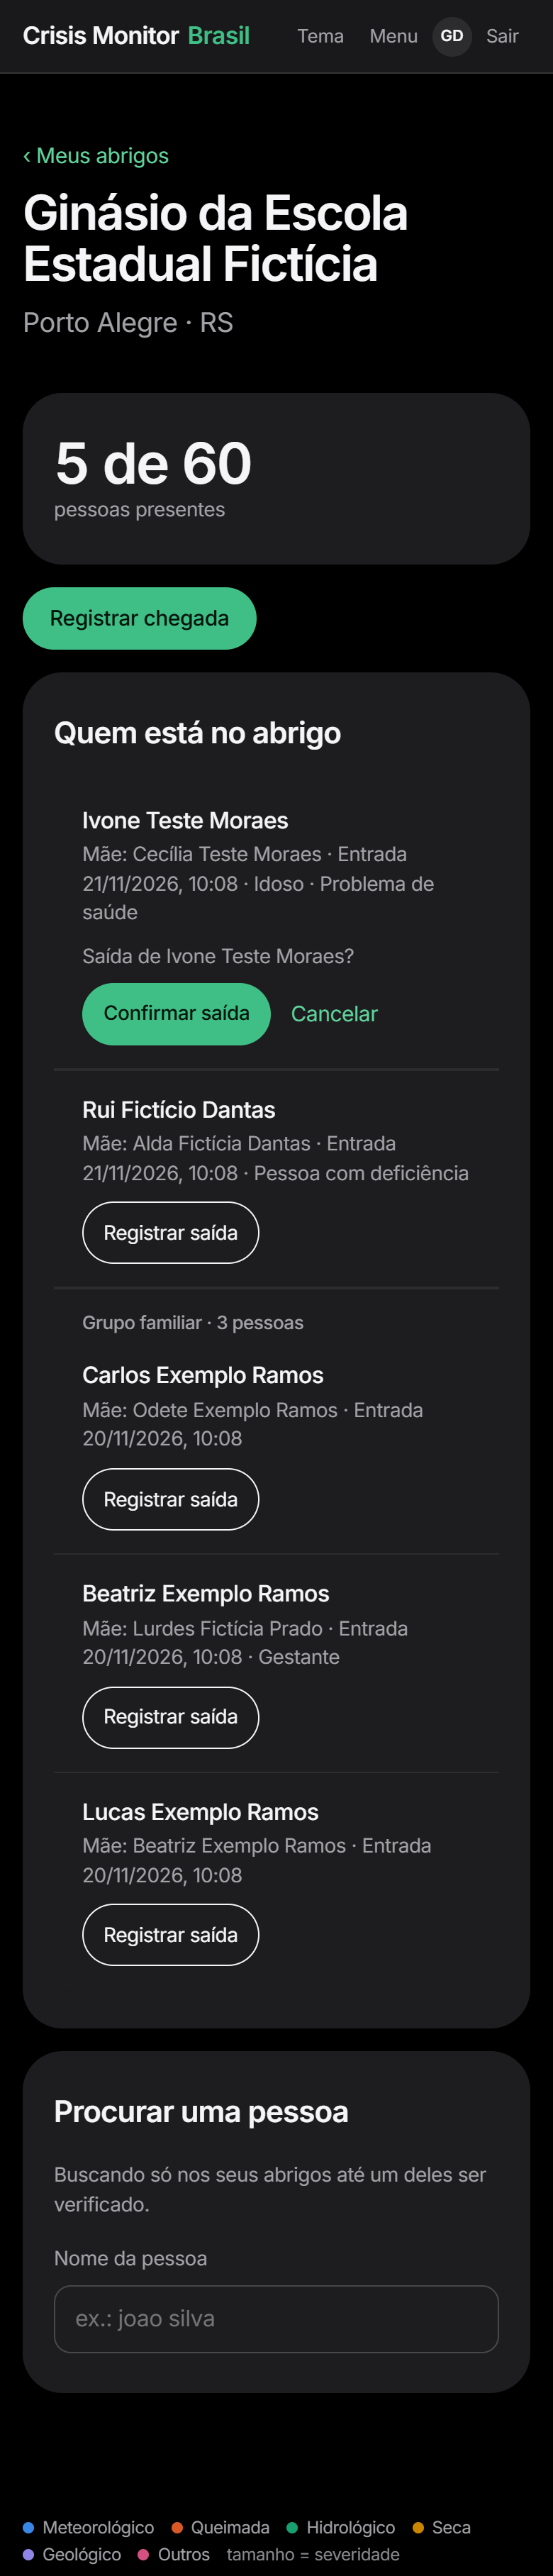 Crisis Monitor Brasil Tema Menu GD Sair
‹ Meus abrigos
Ginásio da Escola
Estadual Fictícia
Porto Alegre · RS
5 de 60
pessoas presentes
Registrar chegada
Quem está no abrigo
Ivone Teste Moraes
Mãe: Cecília Teste Moraes · Entrada
21/11/2026, 10:08 · Idoso · Problema de
saúde
Saída de Ivone Teste Moraes?
Confirmar saída Cancelar
Rui Fictício Dantas
Mãe: Alda Fictícia Dantas · Entrada
21/11/2026, 10:08 · Pessoa com deficiência
Registrar saída
Grupo familiar · 3 pessoas
Carlos Exemplo Ramos
Mãe: Odete Exemplo Ramos · Entrada
20/11/2026, 10:08
Registrar saída
Beatriz Exemplo Ramos
Mãe: Lurdes Fictícia Prado · Entrada
20/11/2026, 10:08 · Gestante
Registrar saída
Lucas Exemplo Ramos
Mãe: Beatriz Exemplo Ramos · Entrada
20/11/2026, 10:08
Registrar saída
Procurar uma pessoa
Buscando só nos seus abrigos até um deles ser
verificado.
Nome da pessoa
ex.: joao silva
Meteorológico Queimada Hidrológico Seca
Geológico Outros tamanho = severidade